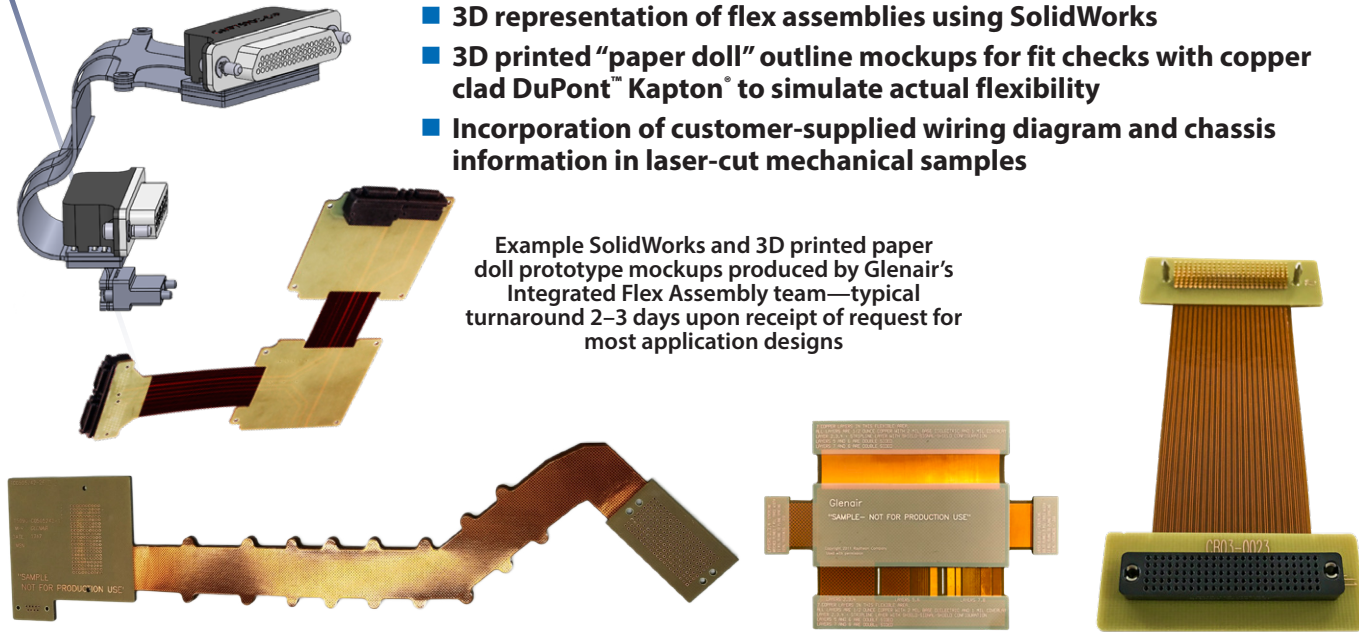 ■ 3D representation of flex assemblies using SolidWorks
■ 3D printed “paper doll” outline mockups for fit checks with copper
clad DuPont™ Kapton® to simulate actual flexibility
■ Incorporation of customer-supplied wiring diagram and chassis
information in laser-cut mechanical samples
Example SolidWorks and 3D printed paper
doll prototype mockups produced by Glenair’s
Integrated Flex Assembly team—typical
turnaround 2–3 days upon receipt of request for
most application designs
"SAMPLE
NOT FOR PRODUCTION USE"
Glenair
"SAMPLE- NOT FOR PRODUCTION USE"
CB03-0023